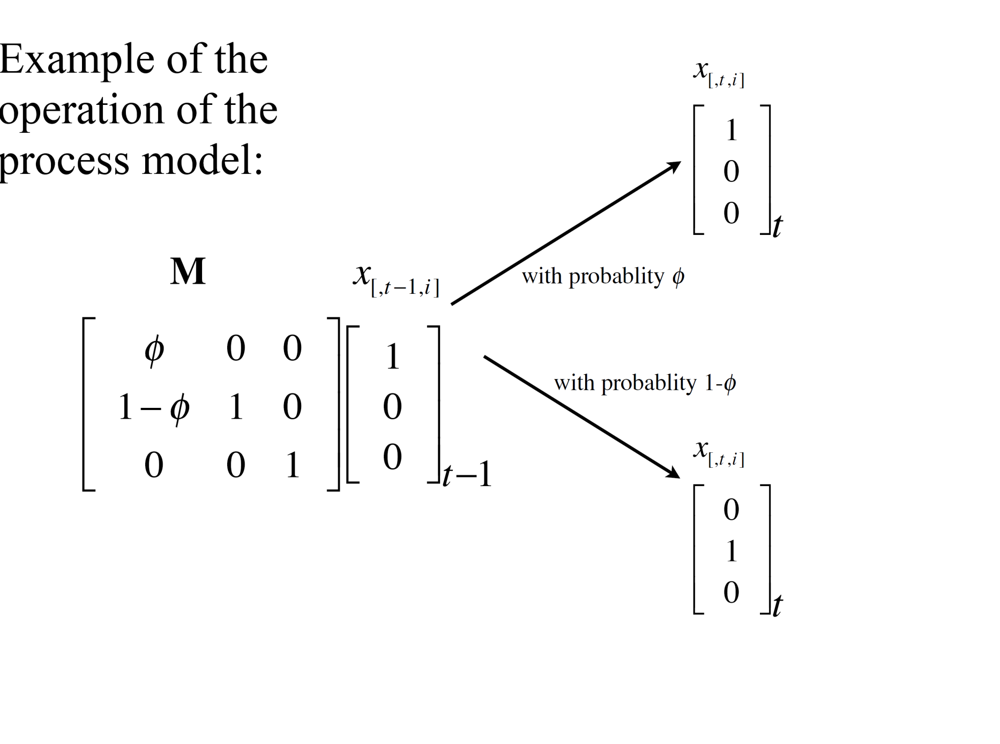 Example of the
operation of the
process model:
x[,t,i]
1
0
0
t
with probablity ϕ
M
x[,t−1,i]
ϕ 0 0
1−ϕ 1 0
0 0 1
1
0
0
t−1
with probablity 1-ϕ
x[,t,i]
0
1
0
t